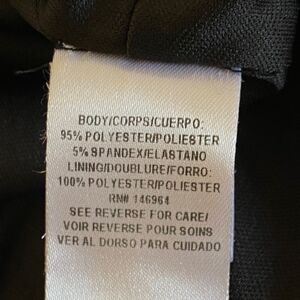 BODY/CORPS/CUERPO:
95% POLYESTER/POLIESTER
5% SPANDEX/ELASTANO
LINING/DOUBLURE/FORRO:
100% POLYESTER/POLIESTER
RN# 146964
SEE REVERSE FOR CARE/
VOIR REVERSE POUR SOINS
VER AL DORSO PARA CUIDADO